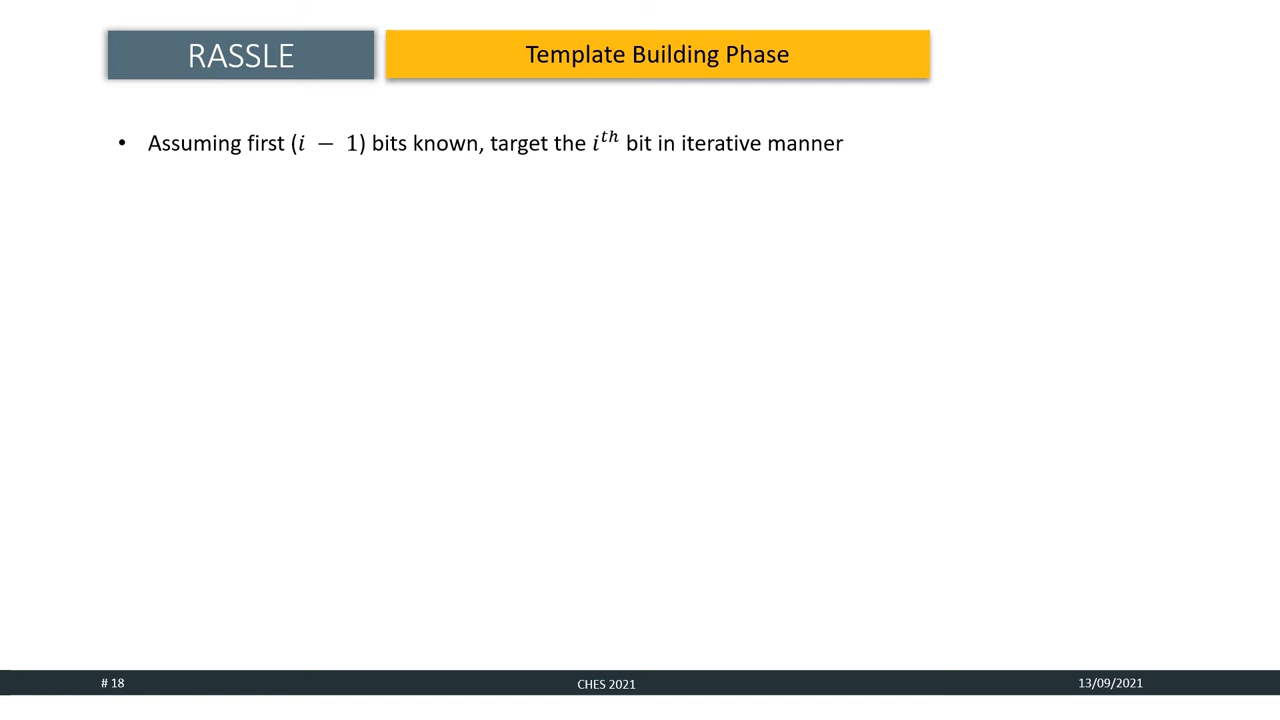 RASSLE
Template Building Phase
• Assuming first (i − 1) bits known, target the i^th bit in iterative manner
# 18
CHES 2021
13/09/2021